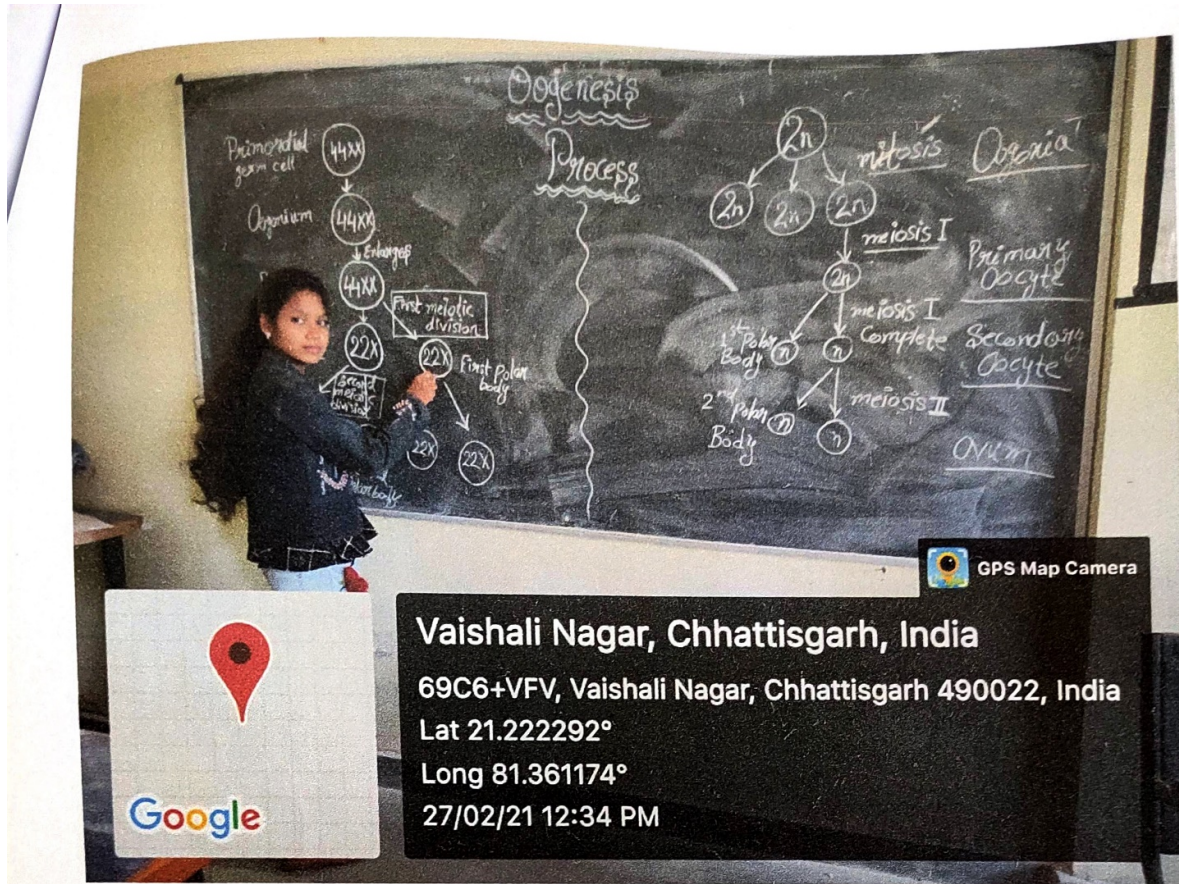 Oogenesis
Process
Primordial
germ cell
44XX
Oogonium
44XX
Enlarges
44XX
First meiotic
division
22X
22X
First polar
body
Second
meiotic
division
22X
22X
2n
mitosis
Oogonia
2n
2n
2n
meiosis I
Primary
Oocyte
2n
meiosis I
Complete
1st Polar
Body
n
n
Secondary
Oocyte
meiosis II
2nd Polar
Body
n
n
Ovum
GPS Map Camera
Vaishali Nagar, Chhattisgarh, India
69C6+VFV, Vaishali Nagar, Chhattisgarh 490022, India
Lat 21.222292°
Long 81.361174°
27/02/21 12:34 PM
Google